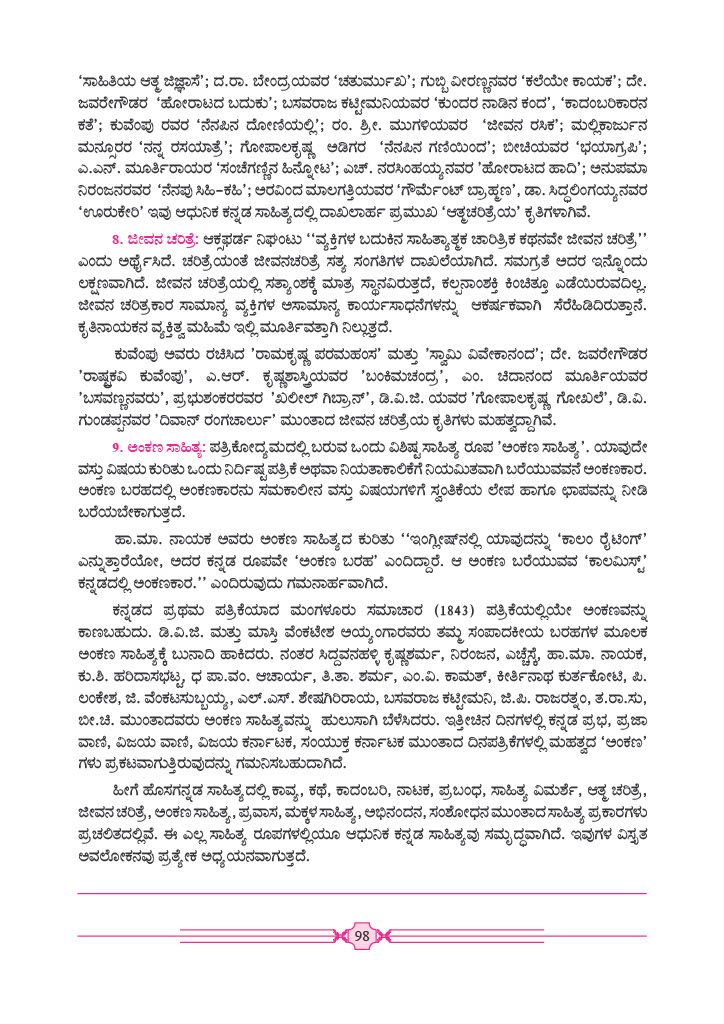 ‘ಸಾಹಿತಿಯ ಆತ್ಮ ಜಿಜ್ಞಾಸೆ’; ದ.ರಾ. ಬೇಂದ್ರಯವರ ‘ಚತುರ್ಮುಖ’; ಗುಬ್ಬಿ ವೀರಣ್ಣನವರ ‘ಕಲೆಯೇ ಕಾಯಕ’; ದೇ.
ಜವರೇಗೌಡರ ‘ಹೋರಾಟದ ಬದುಕು’; ಬಸವರಾಜ ಕಟ್ಟೀಮನಿಯವರ ‘ಕುಂದರ ನಾಡಿನ ಕಂದ’, ‘ಕಾದಂಬರಿಕಾರನ
ಕತೆ’; ಕುವೆಂಪು ರವರ ‘ನೆನಪಿನ ದೋಣಿಯಲ್ಲಿ’; ರಂ. ಶ್ರೀ. ಮುಗಳಿಯವರ ‘ಜೀವನ ರಸಿಕ’; ಮಲ್ಲಿಕಾರ್ಜುನ
ಮನ್ಸೂರರ ‘ನನ್ನ ರಸಯಾತ್ರೆ’; ಗೋಪಾಲಕೃಷ್ಣ ಅಡಿಗರ ‘ನೆನಪಿನ ಗಣಿಯಿಂದ’; ಬೀಚಿಯವರ ‘ಭಯಾಗ್ರಪಿ’;
ಎ.ಎನ್. ಮೂರ್ತಿರಾಯರ ‘ಸಂಚೆಗಣ್ಣಿನ ಹಿನ್ನೋಟ’; ಎಚ್. ನರಸಿಂಹಯ್ಯನವರ ’ಹೋರಾಟದ ಹಾದಿ’; ಅನುಪಮಾ
ನಿರಂಜನರವರ ‘ನೆನಪು ಸಿಹಿ–ಕಹಿ’; ಅರವಿಂದ ಮಾಲಗತ್ತಿಯವರ ‘ಗೌರ್ಮೆಂಟ್ ಬ್ರಾಹ್ಮಣ’, ಡಾ. ಸಿದ್ಧಲಿಂಗಯ್ಯನವರ
‘ಊರುಕೇರಿ’ ಇವು ಆಧುನಿಕ ಕನ್ನಡ ಸಾಹಿತ್ಯದಲ್ಲಿ ದಾಖಲಾರ್ಹ ಪ್ರಮುಖ ‘ಆತ್ಮಚರಿತ್ರೆಯ’ ಕೃತಿಗಳಾಗಿವೆ.
8. ಜೀವನ ಚರಿತ್ರೆ: ಆಕ್ಸಫರ್ಡ ನಿಘಂಟು ‘‘ವ್ಯಕ್ತಿಗಳ ಬದುಕಿನ ಸಾಹಿತ್ಯಾತ್ಮಕ ಚಾರಿತ್ರಿಕ ಕಥನವೇ ಜೀವನ ಚರಿತ್ರೆ’’
ಎಂದು ಅರ್ಥೈಸಿದೆ. ಚರಿತ್ರೆಯಂತೆ ಜೀವನಚರಿತ್ರೆ ಸತ್ಯ ಸಂಗತಿಗಳ ದಾಖಲೆಯಾಗಿದೆ. ಸಮಗ್ರತೆ ಅದರ ಇನ್ನೊಂದು
ಲಕ್ಷಣವಾಗಿದೆ. ಜೀವನ ಚರಿತ್ರೆಯಲ್ಲಿ ಸತ್ಯಾಂಶಕ್ಕೆ ಮಾತ್ರ ಸ್ಥಾನವಿರುತ್ತದೆ, ಕಲ್ಪನಾಂಶಕ್ತಿ ಕಿಂಚಿತ್ತೂ ಎಡೆಯಿರುವದಿಲ್ಲ.
ಜೀವನ ಚರಿತ್ರಕಾರ ಸಾಮಾನ್ಯ ವ್ಯಕ್ತಿಗಳ ಅಸಾಮಾನ್ಯ ಕಾರ್ಯಸಾಧನೆಗಳನ್ನು ಆಕರ್ಷಕವಾಗಿ ಸೆರೆಹಿಡಿದಿರುತ್ತಾನೆ.
ಕೃತಿನಾಯಕನ ವ್ಯಕ್ತಿತ್ವ ಮಹಿಮೆ ಇಲ್ಲಿ ಮೂರ್ತಿವತ್ತಾಗಿ ನಿಲ್ಲುತ್ತದೆ.
ಕುವೆಂಪು ಅವರು ರಚಿಸಿದ ’ರಾಮಕೃಷ್ಣ ಪರಮಹಂಸ’ ಮತ್ತು ’ಸ್ವಾಮಿ ವಿವೇಕಾನಂದ’; ದೇ. ಜವರೇಗೌಡರ
’ರಾಷ್ಟ್ರಕವಿ ಕುವೆಂಪು’, ಎ.ಆರ್. ಕೃಷ್ಣಶಾಸ್ತ್ರಿಯವರ ’ಬಂಕಿಮಚಂದ್ರ’, ಎಂ. ಚಿದಾನಂದ ಮೂರ್ತಿಯವರ
’ಬಸವಣ್ಣನವರು’, ಪ್ರಭುಶಂಕರರವರ ’ಖಲೀಲ್ ಗಿಬ್ರಾನ್’, ಡಿ.ವಿ.ಜಿ. ಯವರ ’ಗೋಪಾಲಕೃಷ್ಣ ಗೋಖಲೆ’, ಡಿ.ವಿ.
ಗುಂಡಪ್ಪನವರ ’ದಿವಾನ್ ರಂಗಚಾರ್ಲು’ ಮುಂತಾದ ಜೀವನ ಚರಿತ್ರೆಯ ಕೃತಿಗಳು ಮಹತ್ವದ್ದಾಗಿವೆ.
9. ಅಂಕಣ ಸಾಹಿತ್ಯ: ಪತ್ರಿಕೋದ್ಯಮದಲ್ಲಿ ಬರುವ ಒಂದು ವಿಶಿಷ್ಟ ಸಾಹಿತ್ಯ ರೂಪ ’ಅಂಕಣ ಸಾಹಿತ್ಯ’. ಯಾವುದೇ
ವಸ್ತು ವಿಷಯ ಕುರಿತು ಒಂದು ನಿರ್ದಿಷ್ಟ ಪತ್ರಿಕೆ ಅಥವಾ ನಿಯತಾಕಾಲಿಕೆಗೆ ನಿಯಮಿತವಾಗಿ ಬರೆಯುವವನೆ ಅಂಕಣಕಾರ.
ಅಂಕಣ ಬರಹದಲ್ಲಿ ಅಂಕಣಕಾರನು ಸಮಕಾಲೀನ ವಸ್ತು ವಿಷಯಗಳಿಗೆ ಸ್ವಂತಿಕೆಯ ಲೇಪ ಹಾಗೂ ಛಾಪವನ್ನು ನೀಡಿ
ಬರೆಯಬೇಕಾಗುತ್ತದೆ.
ಹಾ.ಮಾ. ನಾಯಕ ಅವರು ಅಂಕಣ ಸಾಹಿತ್ಯದ ಕುರಿತು ‘‘ಇಂಗ್ಲೀಷ್‌ನಲ್ಲಿ ಯಾವುದನ್ನು ‘ಕಾಲಂ ರೈಟಿಂಗ್’
ಎನ್ನುತ್ತಾರೆಯೋ, ಅದರ ಕನ್ನಡ ರೂಪವೇ ‘ಅಂಕಣ ಬರಹ’ ಎಂದಿದ್ದಾರೆ. ಆ ಅಂಕಣ ಬರೆಯುವವ ‘ಕಾಲಮಿಸ್ಟ್’
ಕನ್ನಡದಲ್ಲಿ ಅಂಕಣಕಾರ.’’ ಎಂದಿರುವುದು ಗಮನಾರ್ಹವಾಗಿದೆ.
ಕನ್ನಡದ ಪ್ರಥಮ ಪತ್ರಿಕೆಯಾದ ಮಂಗಳೂರು ಸಮಾಚಾರ (1843) ಪತ್ರಿಕೆಯಲ್ಲಿಯೇ ಅಂಕಣವನ್ನು
ಕಾಣಬಹುದು. ಡಿ.ವಿ.ಜಿ. ಮತ್ತು ಮಾಸ್ತಿ ವೆಂಕಟೇಶ ಅಯ್ಯಂಗಾರವರು ತಮ್ಮ ಸಂಪಾದಕೀಯ ಬರಹಗಳ ಮೂಲಕ
ಅಂಕಣ ಸಾಹಿತ್ಯಕ್ಕೆ ಬುನಾದಿ ಹಾಕಿದರು. ನಂತರ ಸಿದ್ದವನಹಳ್ಳಿ ಕೃಷ್ಣಶರ್ಮ, ನಿರಂಜನ, ಎಚ್ಚೆಸ್ಕೆ, ಹಾ.ಮಾ. ನಾಯಕ,
ಕು.ಶಿ. ಹರಿದಾಸಭಟ್ಟ, ಧ ಪಾ.ವಂ. ಆಚಾರ್ಯ, ತಿ.ತಾ. ಶರ್ಮ, ಎಂ.ವಿ. ಕಾಮತ್, ಕೀರ್ತಿನಾಥ ಕುರ್ತಕೋಟಿ, ಪಿ.
ಲಂಕೇಶ, ಜಿ. ವೆಂಕಟಸುಬ್ಬಯ್ಯ, ಎಲ್.ಎಸ್. ಶೇಷಗಿರಿರಾಯ, ಬಸವರಾಜ ಕಟ್ಟೀಮನಿ, ಜಿ.ಪಿ. ರಾಜರತ್ನಂ, ತ.ರಾ.ಸು,
ಬೀ.ಚಿ. ಮುಂತಾದವರು ಅಂಕಣ ಸಾಹಿತ್ಯವನ್ನು ಹುಲುಸಾಗಿ ಬೆಳೆಸಿದರು. ಇತ್ತೀಚಿನ ದಿನಗಳಲ್ಲಿ ಕನ್ನಡ ಪ್ರಭ, ಪ್ರಜಾ
ವಾಣಿ, ವಿಜಯ ವಾಣಿ, ವಿಜಯ ಕರ್ನಾಟಕ, ಸಂಯುಕ್ತ ಕರ್ನಾಟಕ ಮುಂತಾದ ದಿನಪತ್ರಿಕೆಗಳಲ್ಲಿ ಮಹತ್ವದ ‘ಅಂಕಣ’
ಗಳು ಪ್ರಕಟವಾಗುತ್ತಿರುವುದನ್ನು ಗಮನಿಸಬಹುದಾಗಿದೆ.
ಹೀಗೆ ಹೊಸಗನ್ನಡ ಸಾಹಿತ್ಯದಲ್ಲಿ ಕಾವ್ಯ, ಕಥೆ, ಕಾದಂಬರಿ, ನಾಟಕ, ಪ್ರಬಂಧ, ಸಾಹಿತ್ಯ ವಿಮರ್ಶೆ, ಆತ್ಮ ಚರಿತ್ರೆ,
ಜೀವನ ಚರಿತ್ರೆ, ಅಂಕಣ ಸಾಹಿತ್ಯ, ಪ್ರವಾಸ, ಮಕ್ಕಳ ಸಾಹಿತ್ಯ, ಅಭಿನಂದನ, ಸಂಶೋಧನ ಮುಂತಾದ ಸಾಹಿತ್ಯ ಪ್ರಕಾರಗಳು
ಪ್ರಚಲಿತದಲ್ಲಿವೆ. ಈ ಎಲ್ಲ ಸಾಹಿತ್ಯ ರೂಪಗಳಲ್ಲಿಯೂ ಆಧುನಿಕ ಕನ್ನಡ ಸಾಹಿತ್ಯವು ಸಮೃದ್ಧವಾಗಿದೆ. ಇವುಗಳ ವಿಸ್ತೃತ
ಅವಲೋಕನವು ಪ್ರತ್ಯೇಕ ಅಧ್ಯಯನವಾಗುತ್ತದೆ.
98